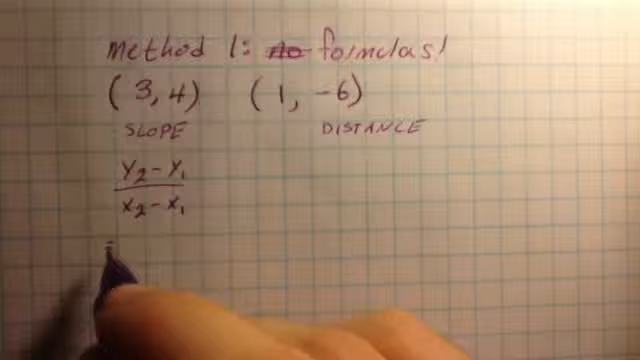 method 1: no formulas!
(3, 4) (1, -6)
SLOPE DISTANCE
Y2 - Y1
X2 - X1
=